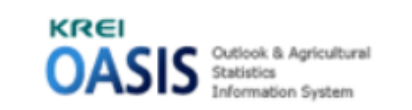 KREI
OASIS
Outlook & Agricultural
Statistics
Information System